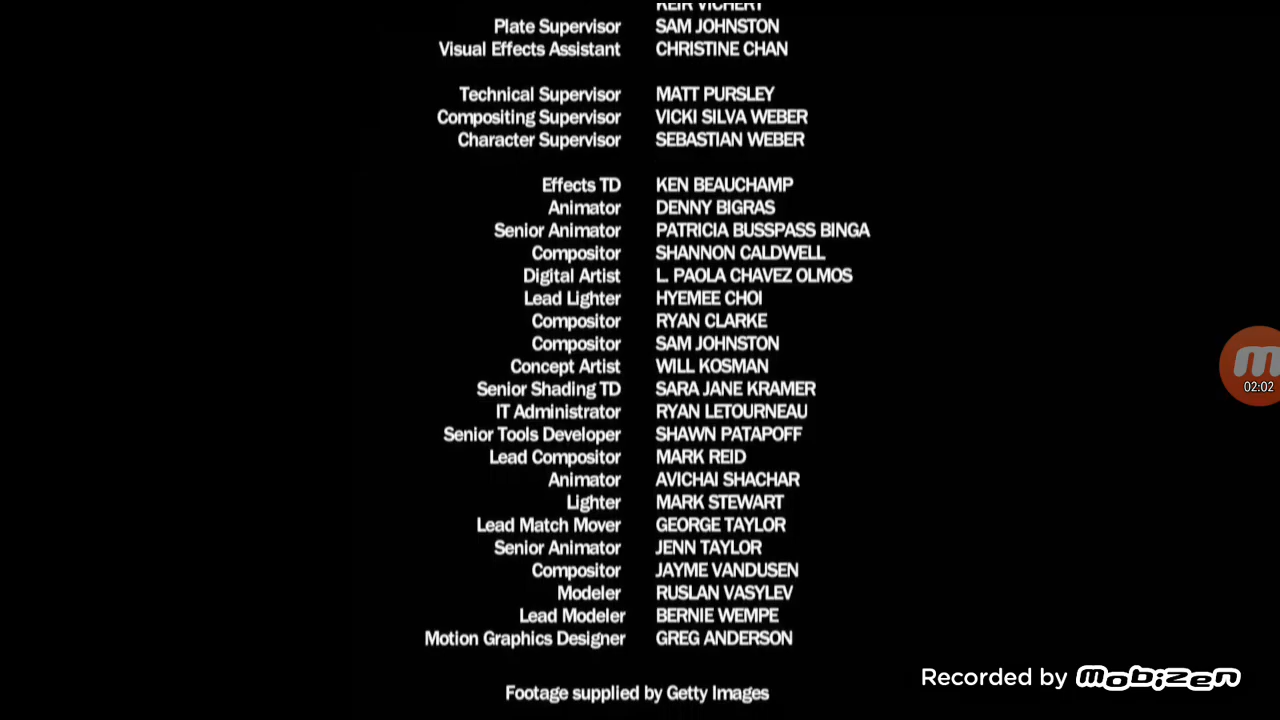 KEIR VICHERT
Plate Supervisor SAM JOHNSTON
Visual Effects Assistant CHRISTINE CHAN
Technical Supervisor MATT PURSLEY
Compositing Supervisor VICKI SILVA WEBER
Character Supervisor SEBASTIAN WEBER
Effects TD KEN BEAUCHAMP
Animator DENNY BIGRAS
Senior Animator PATRICIA BUSSPASS BINGA
Compositor SHANNON CALDWELL
Digital Artist L. PAOLA CHAVEZ OLMOS
Lead Lighter HYEMEE CHOI
Compositor RYAN CLARKE
Compositor SAM JOHNSTON
Concept Artist WILL KOSMAN
Senior Shading TD SARA JANE KRAMER
IT Administrator RYAN LETOURNEAU
Senior Tools Developer SHAWN PATAPOFF
Lead Compositor MARK REID
Animator AVICHAI SHACHAR
Lighter MARK STEWART
Lead Match Mover GEORGE TAYLOR
Senior Animator JENN TAYLOR
Compositor JAYME VANDUSEN
Modeler RUSLAN VASYLEV
Lead Modeler BERNIE WEMPE
Motion Graphics Designer GREG ANDERSON
Footage supplied by Getty Images
m
02:02
Recorded by mobizen